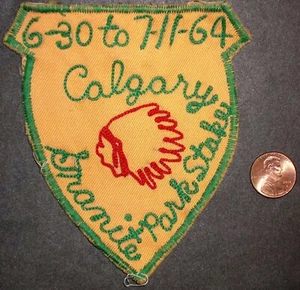 6-30 to 7-11-64
Calgary
Granite Park Stake